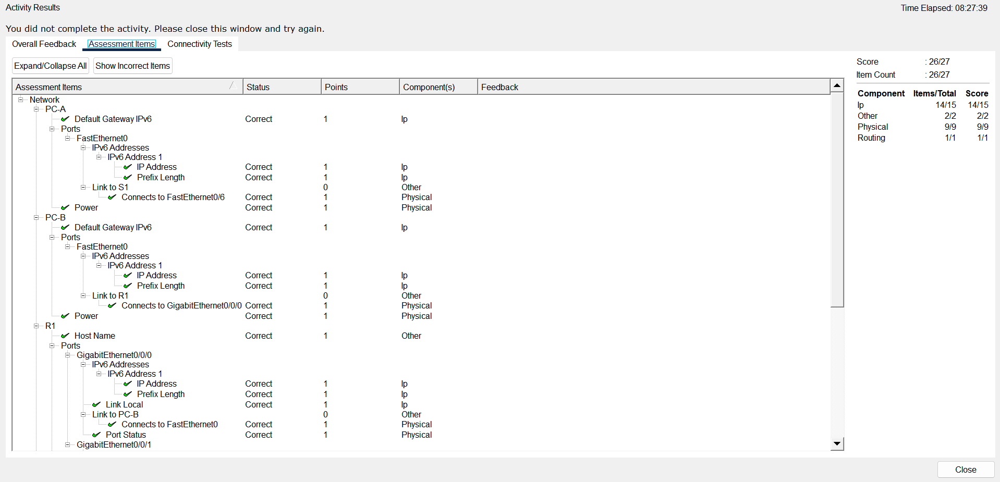 Activity Results
Time Elapsed: 08:27:39
You did not complete the activity. Please close this window and try again.
Overall Feedback Assessment Items Connectivity Tests
Expand/Collapse All Show Incorrect Items
Assessment Items Status Points Component(s) Feedback
Network
PC-A
Default Gateway IPv6 Correct 1 Ip
Ports
FastEthernet0
IPv6 Addresses
IPv6 Address 1
IP Address Correct 1 Ip
Prefix Length Correct 1 Ip
Link to S1 0 Other
Connects to FastEthernet0/6 Correct 1 Physical
Power Correct 1 Physical
PC-B
Default Gateway IPv6 Correct 1 Ip
Ports
FastEthernet0
IPv6 Addresses
IPv6 Address 1
IP Address Correct 1 Ip
Prefix Length Correct 1 Ip
Link to R1 0 Other
Connects to GigabitEthernet0/0/0 Correct 1 Physical
Power Correct 1 Physical
R1
Host Name Correct 1 Other
Ports
GigabitEthernet0/0/0
IPv6 Addresses
IPv6 Address 1
IP Address Correct 1 Ip
Prefix Length Correct 1 Ip
Link Local Correct 1 Ip
Link to PC-B 0 Other
Connects to FastEthernet0 Correct 1 Physical
Port Status Correct 1 Physical
GigabitEthernet0/0/1
Score : 26/27
Item Count : 26/27
Component Items/Total Score
Ip 14/15 14/15
Other 2/2 2/2
Physical 9/9 9/9
Routing 1/1 1/1
Close